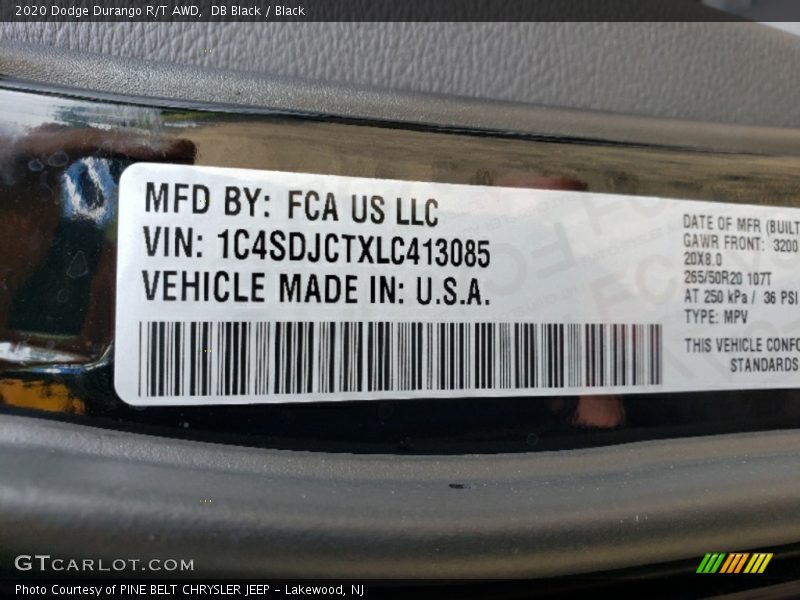 2020 Dodge Durango R/T AWD, DB Black / Black
MFD BY: FCA US LLC
VIN: 1C4SDJCTXLC413085
VEHICLE MADE IN: U.S.A.
DATE OF MFR (BUILT
GAWR FRONT: 3200
20X8.0
265/50R20 107T
AT 250 kPa / 36 PSI
TYPE: MPV
THIS VEHICLE CONFO
STANDARDS
GTCARLOT.COM
Photo Courtesy of PINE BELT CHRYSLER JEEP - Lakewood, NJ